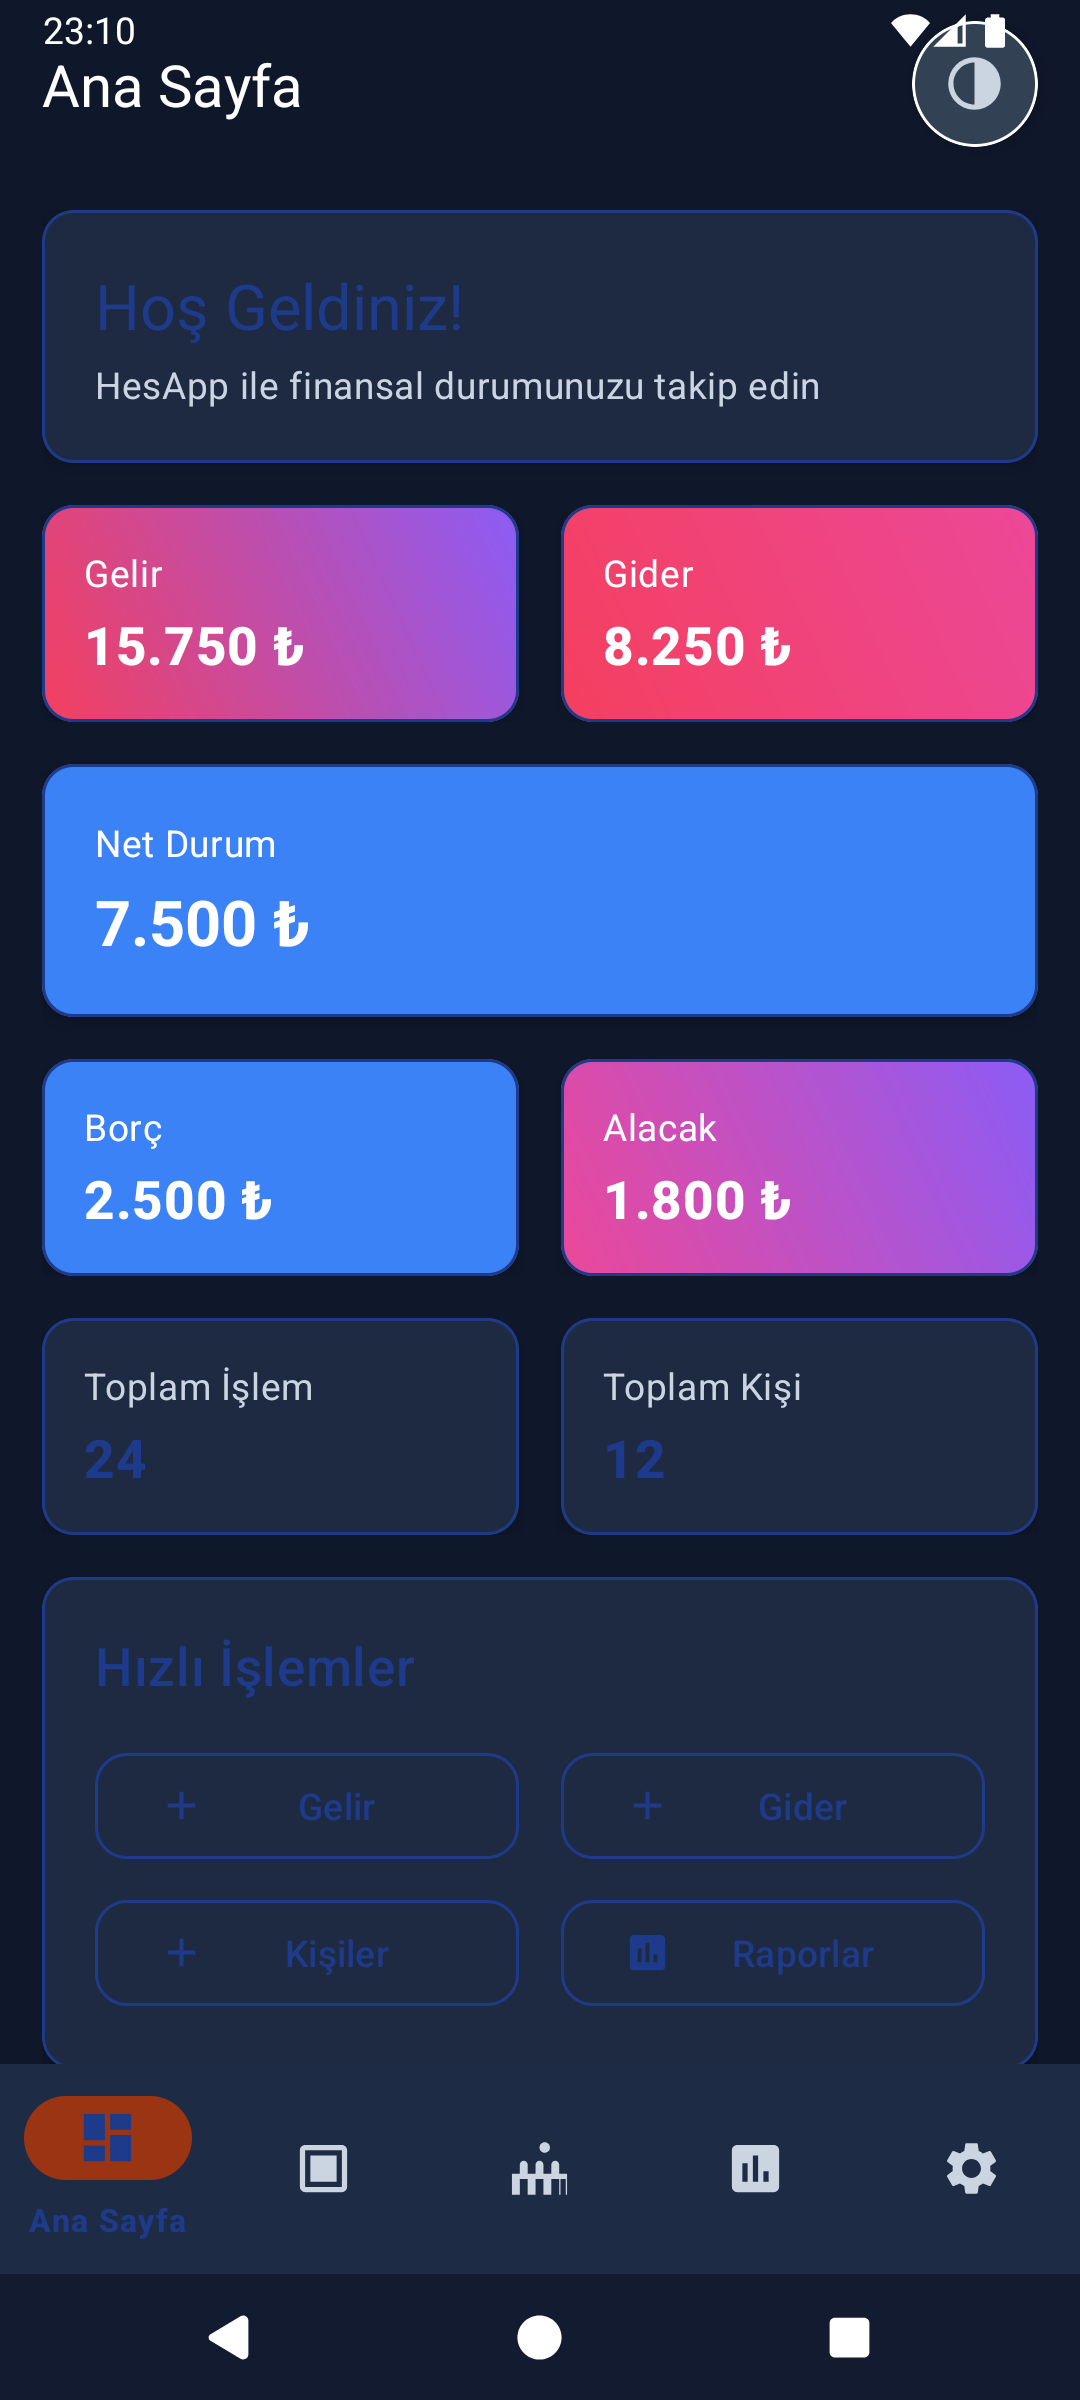 23:10
Ana Sayfa
Hoş Geldiniz!
HesApp ile finansal durumunuzu takip edin
Gelir
15.750 ₺
Gider
8.250 ₺
Net Durum
7.500 ₺
Borç
2.500 ₺
Alacak
1.800 ₺
Toplam İşlem
24
Toplam Kişi
12
Hızlı İşlemler
Gelir
Gider
Kişiler
Raporlar
Ana Sayfa